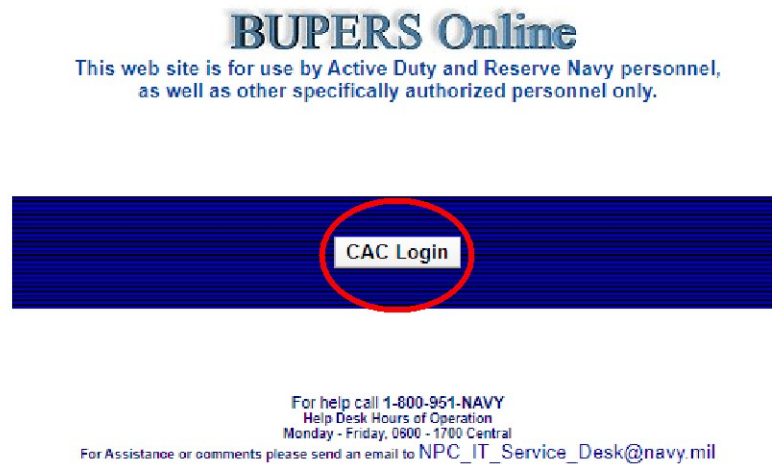 BUPERS Online
This web site is for use by Active Duty and Reserve Navy personnel,
as well as other specifically authorized personnel only.
CAC Login
For help call 1-800-951-NAVY
Help Desk Hours of Operation
Monday - Friday, 0600 - 1700 Central
For Assistance or comments please send an email to NPC_IT_Service_Desk@navy.mil